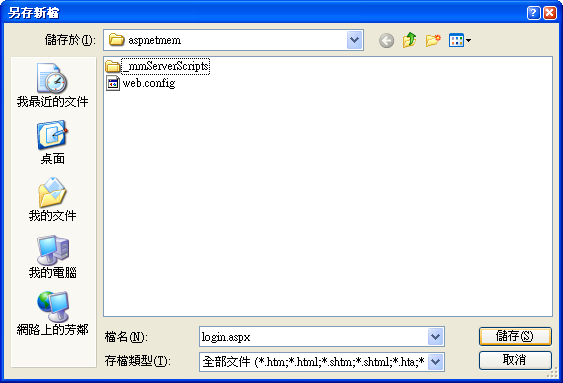 另存新檔
儲存於(I):
aspnetmem
_mmServerScripts
web.config
我最近的文件
桌面
我的文件
我的電腦
網路上的芳鄰
檔名(N):
login.aspx
儲存(S)
存檔類型(T):
全部文件 (*.htm;*.html;*.shtm;*.shtml;*.hta;*
取消